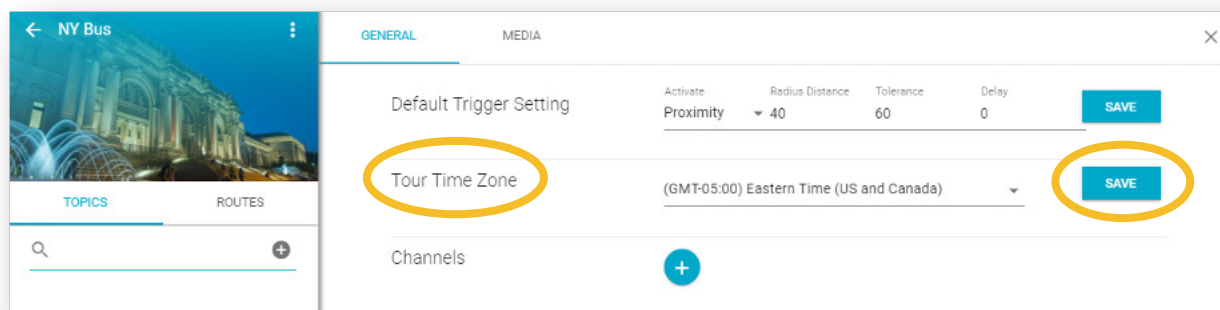 NY Bus
GENERAL MEDIA
Default Trigger Setting
Activate Radius Distance Tolerance Delay
Proximity 40 60 0
SAVE
Tour Time Zone
(GMT-05:00) Eastern Time (US and Canada)
SAVE
TOPICS ROUTES
Channels